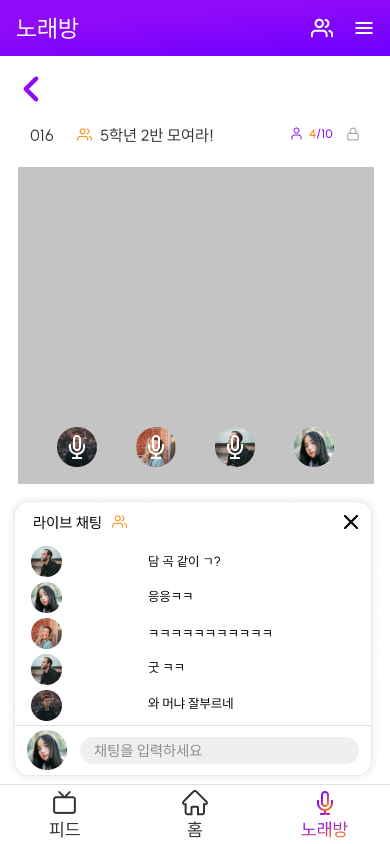 노래방
016 5학년 2반 모여라! 4/10
라이브 채팅
담 곡 같이 ㄱ?
응응ㅋㅋ
ㅋㅋㅋㅋㅋㅋㅋㅋㅋㅋㅋ
굿 ㅋㅋ
와 머냐 잘부르네
채팅을 입력하세요
피드 홈 노래방